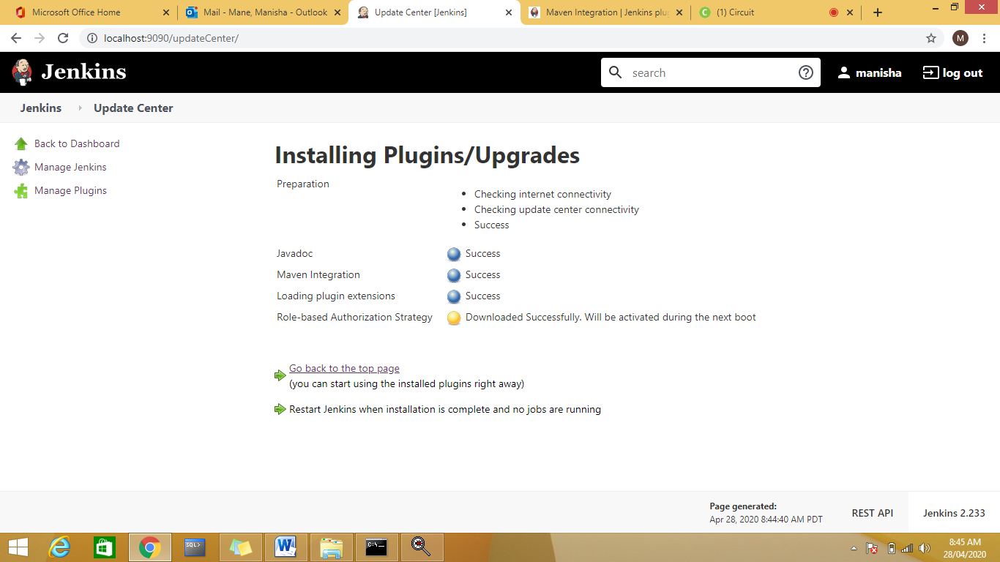 Microsoft Office Home
Mail - Mane, Manisha - Outlook
Update Center [Jenkins]
Maven Integration | Jenkins plu
C (1) Circuit
localhost:9090/updateCenter/
M
Jenkins
search
manisha
log out
Jenkins
Update Center
Back to Dashboard
Manage Jenkins
Manage Plugins
Installing Plugins/Upgrades
Preparation
Checking internet connectivity
Checking update center connectivity
Success
Javadoc Success
Maven Integration Success
Loading plugin extensions Success
Role-based Authorization Strategy Downloaded Successfully. Will be activated during the next boot
Go back to the top page
(you can start using the installed plugins right away)
Restart Jenkins when installation is complete and no jobs are running
Page generated:
Apr 28, 2020 8:44:40 AM PDT
REST API
Jenkins 2.233
SQL>
W
C:\
8:45 AM
28/04/2020